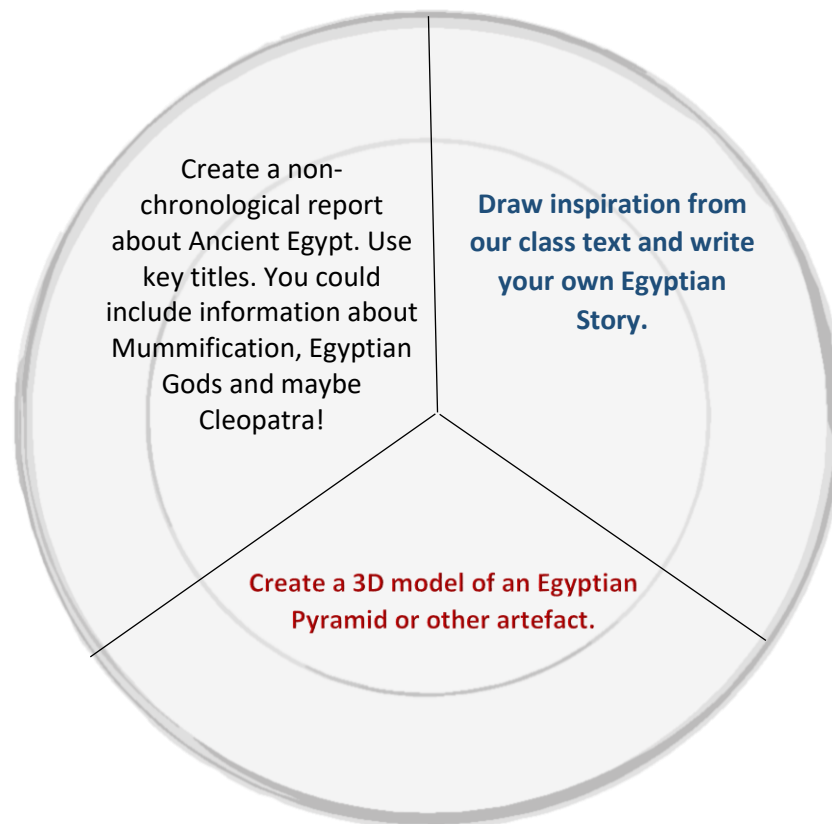 Create a non-
chronological report
about Ancient Egypt. Use
key titles. You could
include information about
Mummification, Egyptian
Gods and maybe
Cleopatra!
Draw inspiration from
our class text and write
your own Egyptian
Story.
Create a 3D model of an Egyptian
Pyramid or other artefact.